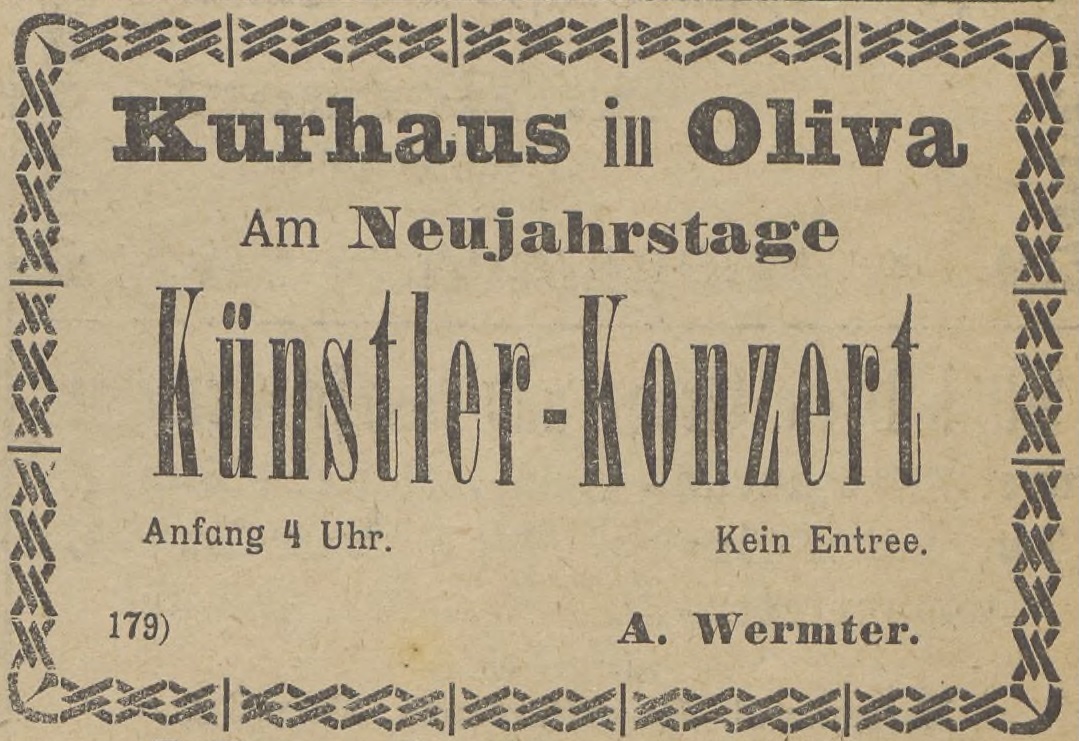 Kurhaus in Oliva
Am Neujahrstage
Künstler-Konzert
Anfang 4 Uhr. Kein Entree.
179) A. Wermter.